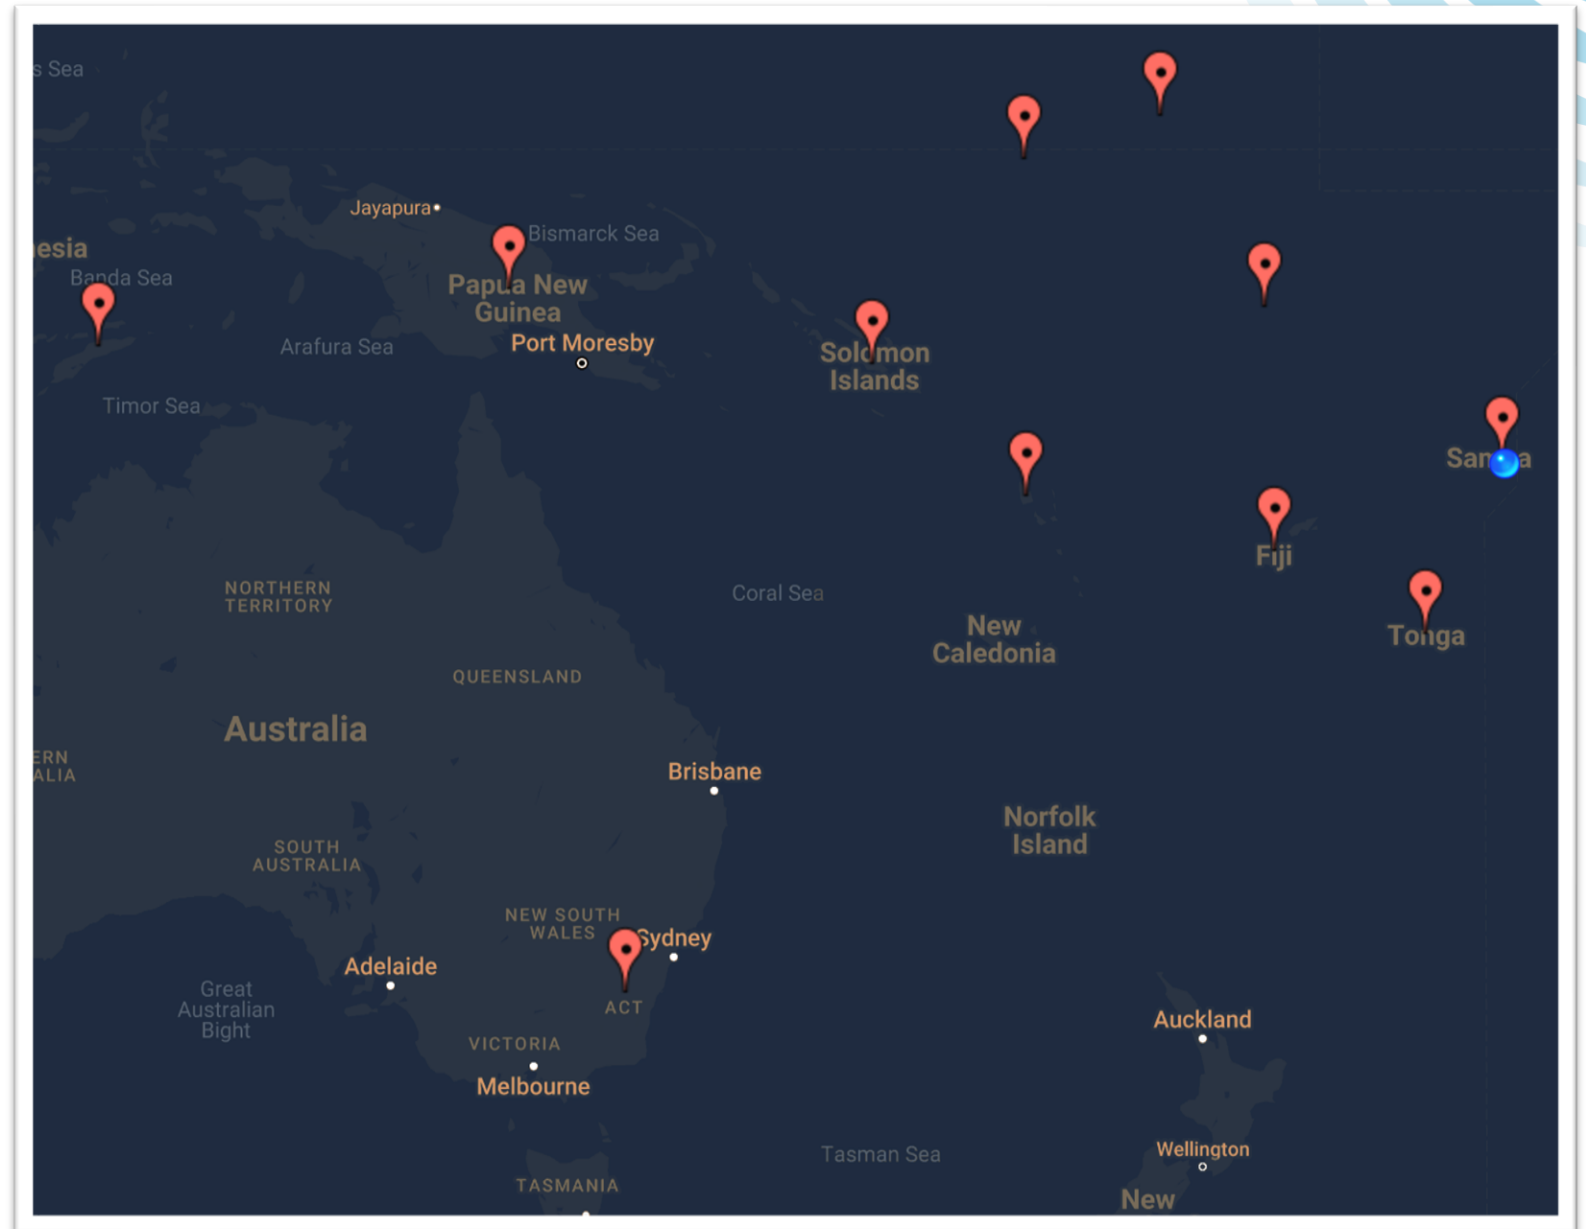 s Sea
Jayapura
Bismarck Sea
esia
Banda Sea
Papua New
Guinea
Arafura Sea
Port Moresby
Solomon
Islands
Timor Sea
Fiji
Coral Sea
NORTHERN
TERRITORY
New
Caledonia
Tonga
QUEENSLAND
Australia
ERN
ALIA
Brisbane
Norfolk
Island
SOUTH
AUSTRALIA
NEW SOUTH
WALES
Sydney
Adelaide
Great
Australian
Bight
ACT
Auckland
VICTORIA
Melbourne
Tasman Sea
Wellington
TASMANIA
New